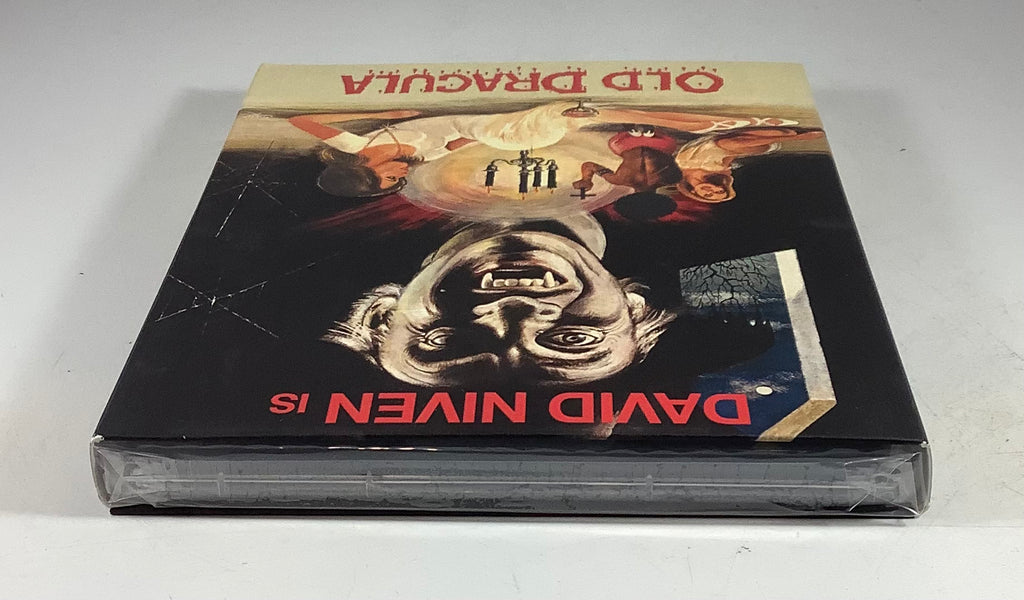 DAVID NIVEN IS
OLD DRACULA